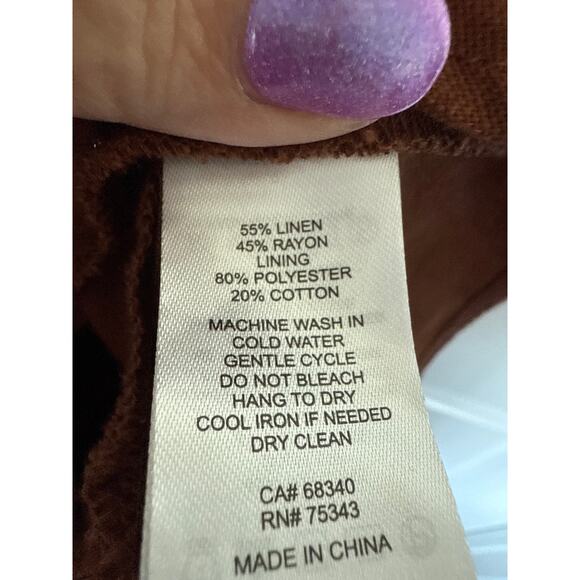 55% LINEN
45% RAYON
LINING
80% POLYESTER
20% COTTON
MACHINE WASH IN
COLD WATER
GENTLE CYCLE
DO NOT BLEACH
HANG TO DRY
COOL IRON IF NEEDED
DRY CLEAN
CA# 68340
RN# 75343
MADE IN CHINA